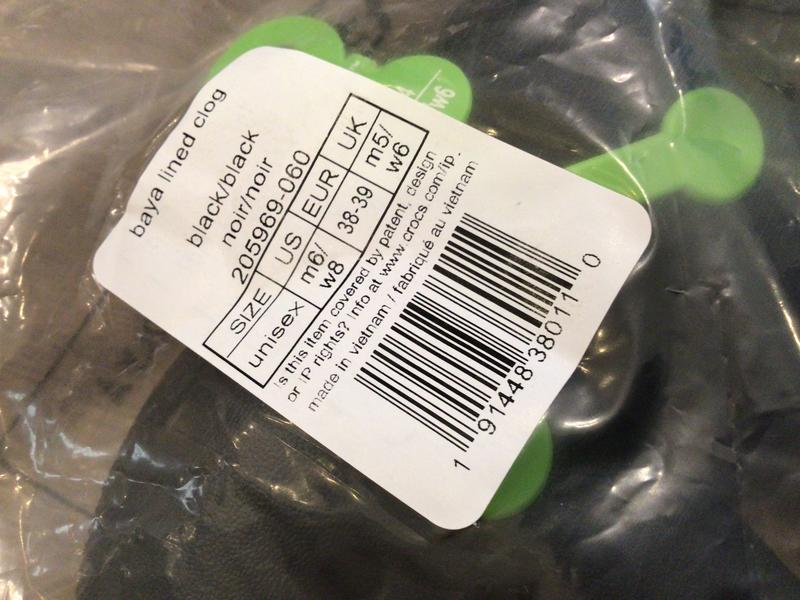 baya lined clog
black/black
noir/noir
205969-060
SIZE US EUR UK
unisex m6/ w8 38-39 m5/ w6
Is this item covered by patent, design
or IP rights? Info at www.crocs.com/ip.
made in vietnam / fabriqué au vietnam
1 91448 38011 0
w6